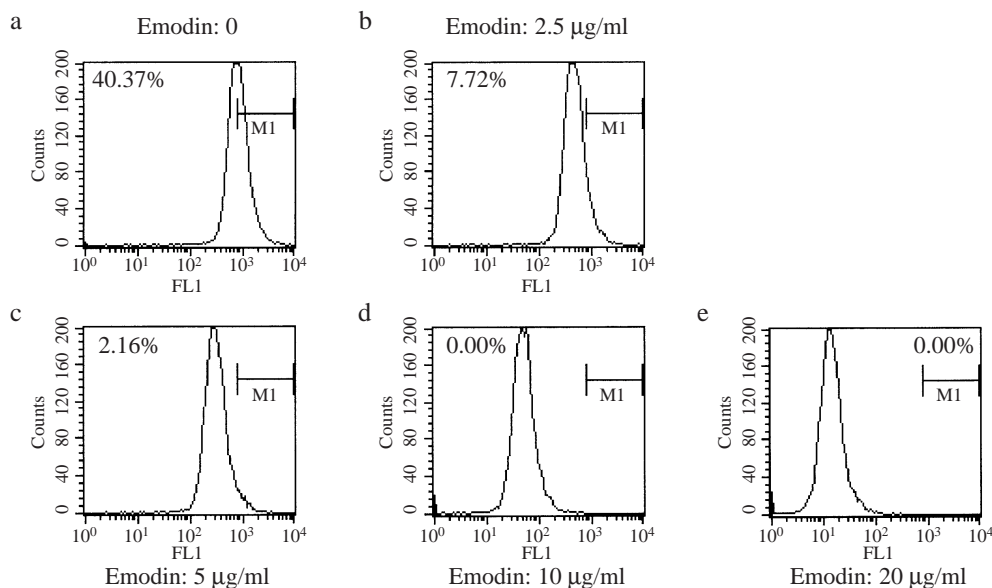 a
Emodin: 0
b
Emodin: 2.5 µg/ml
200
160
120
80
40
0
Counts
40.37%
M1
10⁰ 10¹ 10² 10³ 10⁴
FL1
200
160
120
80
40
0
Counts
7.72%
M1
10⁰ 10¹ 10² 10³ 10⁴
FL1
c
200
160
120
80
40
0
Counts
2.16%
M1
10⁰ 10¹ 10² 10³ 10⁴
FL1
Emodin: 5 µg/ml
d
200
160
120
80
40
0
Counts
0.00%
M1
10⁰ 10¹ 10² 10³ 10⁴
FL1
Emodin: 10 µg/ml
e
200
160
120
80
40
0
Counts
0.00%
M1
10⁰ 10¹ 10² 10³ 10⁴
FL1
Emodin: 20 µg/ml